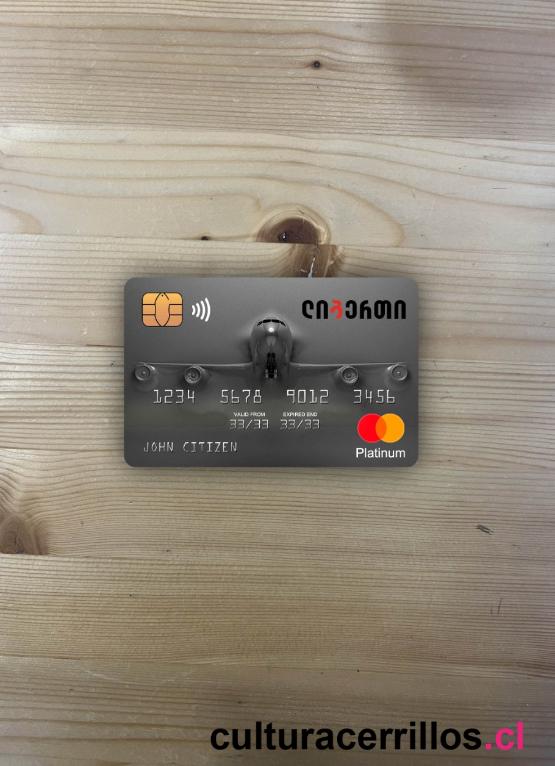 ლიბერთი
1234 5678 9012 3456
VALID FROM EXPIRED END
33/33 33/33
JOHN CITIZEN
Platinum
culturacerrillos.cl